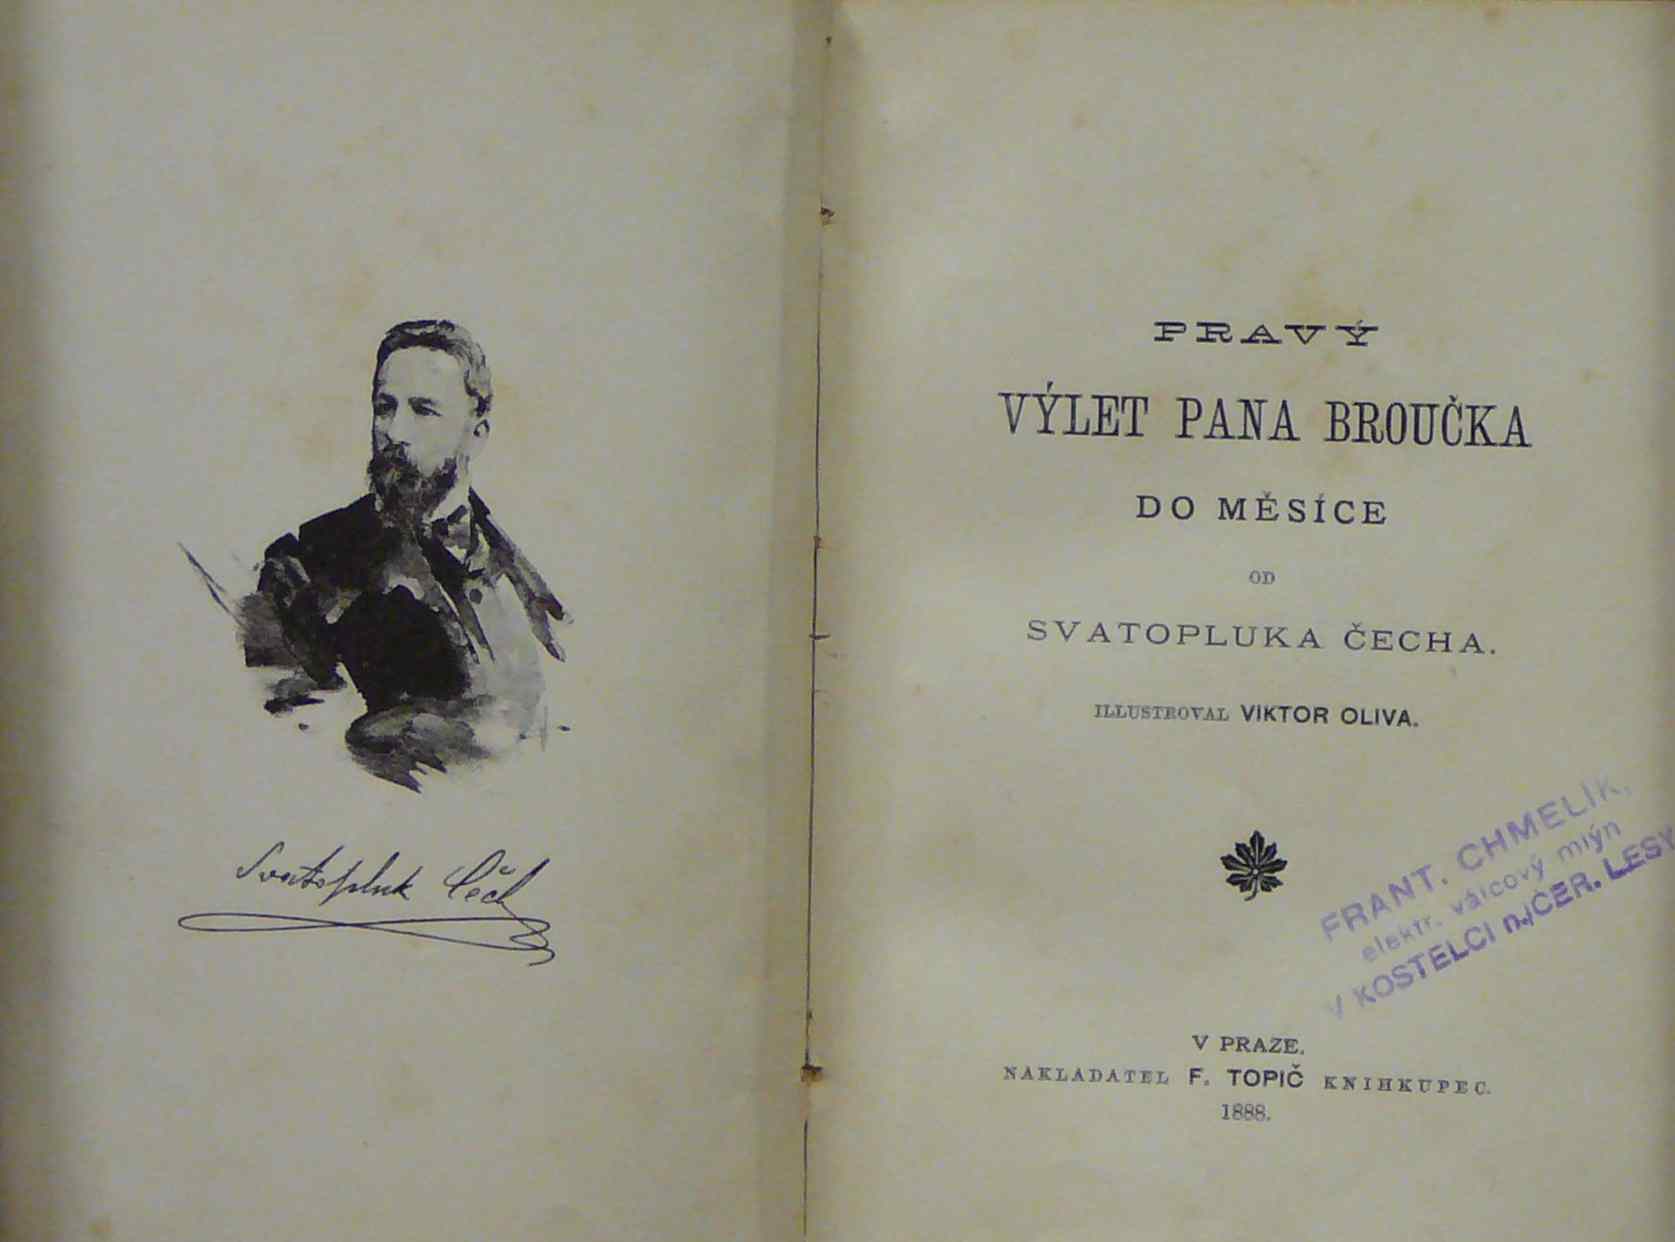 Svatopluk Čech
PRAVÝ
VÝLET PANA BROUČKA
DO MĚSÍCE
OD
SVATOPLUKA ČECHA.
ILLUSTROVAL VIKTOR OLIVA.
FRANT. CHMELÍK,
elektr. válcový mlýn
V KOSTELCI n./ČER. LESY
V PRAZE.
NAKLADATEL F. TOPIČ KNIHKUPEC.
1888.